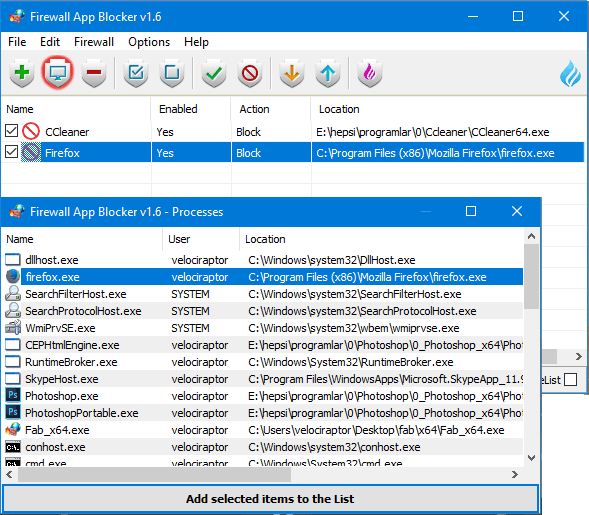 Firewall App Blocker v1.6
File Edit Firewall Options Help
Name Enabled Action Location
CCleaner Yes Block E:\hepsi\programlar\0\Ccleaner\CCleaner64.exe
Firefox Yes Block C:\Program Files (x86)\Mozilla Firefox\firefox.exe
Firewall App Blocker v1.6 - Processes
Name User Location
dllhost.exe velociraptor C:\Windows\system32\DllHost.exe
firefox.exe velociraptor C:\Program Files (x86)\Mozilla Firefox\firefox.exe
SearchFilterHost.exe SYSTEM C:\Windows\system32\SearchFilterHost.exe
SearchProtocolHost.exe SYSTEM C:\Windows\system32\SearchProtocolHost.exe
WmiPrvSE.exe SYSTEM C:\Windows\system32\wbem\wmiprvse.exe
CEPHtmlEngine.exe velociraptor E:\hepsi\programlar\0\Photoshop\0_Photoshop_x64\Phot
RuntimeBroker.exe velociraptor C:\Windows\System32\RuntimeBroker.exe
SkypeHost.exe velociraptor C:\Program Files\WindowsApps\Microsoft.SkypeApp_11.9
Photoshop.exe velociraptor E:\hepsi\programlar\0\Photoshop\0_Photoshop_x64\Phot
PhotoshopPortable.exe velociraptor E:\hepsi\programlar\0\Photoshop\0_Photoshop_x64\Phot
Fab_x64.exe velociraptor C:\Users\velociraptor\Desktop\fab\x64\Fab_x64.exe
conhost.exe velociraptor C:\Windows\system32\conhost.exe
cmd.exe velociraptor C:\Windows\System32\cmd.exe
eList
Add selected items to the List